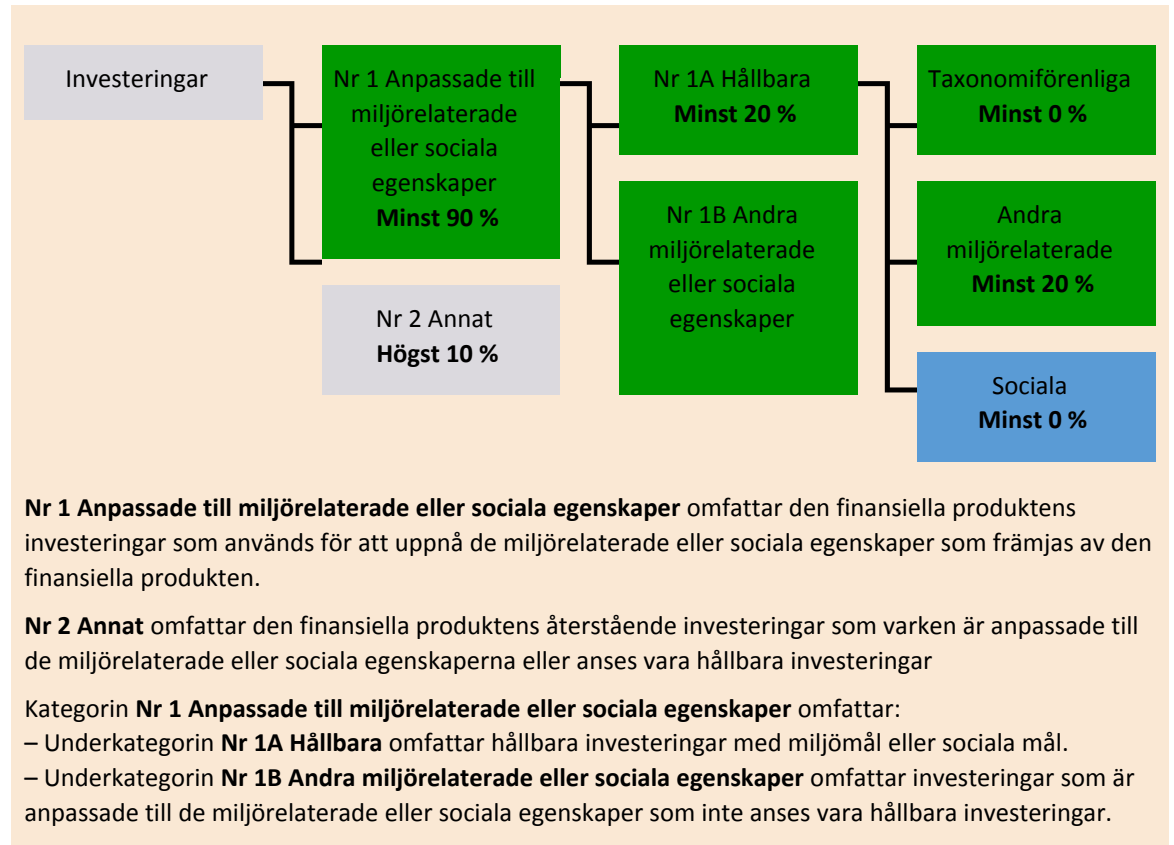 Investeringar
Nr 1 Anpassade till
miljörelaterade
eller sociala
egenskaper
Minst 90 %
Nr 2 Annat
Högst 10 %
Nr 1A Hållbara
Minst 20 %
Nr 1B Andra
miljörelaterade
eller sociala
egenskaper
Taxonomiförenliga
Minst 0 %
Andra
miljörelaterade
Minst 20 %
Sociala
Minst 0 %
Nr 1 Anpassade till miljörelaterade eller sociala egenskaper omfattar den finansiella produktens
investeringar som används för att uppnå de miljörelaterade eller sociala egenskaper som främjas av den
finansiella produkten.
Nr 2 Annat omfattar den finansiella produktens återstående investeringar som varken är anpassade till
de miljörelaterade eller sociala egenskaperna eller anses vara hållbara investeringar
Kategorin Nr 1 Anpassade till miljörelaterade eller sociala egenskaper omfattar:
– Underkategorin Nr 1A Hållbara omfattar hållbara investeringar med miljömål eller sociala mål.
– Underkategorin Nr 1B Andra miljörelaterade eller sociala egenskaper omfattar investeringar som är
anpassade till de miljörelaterade eller sociala egenskaper som inte anses vara hållbara investeringar.